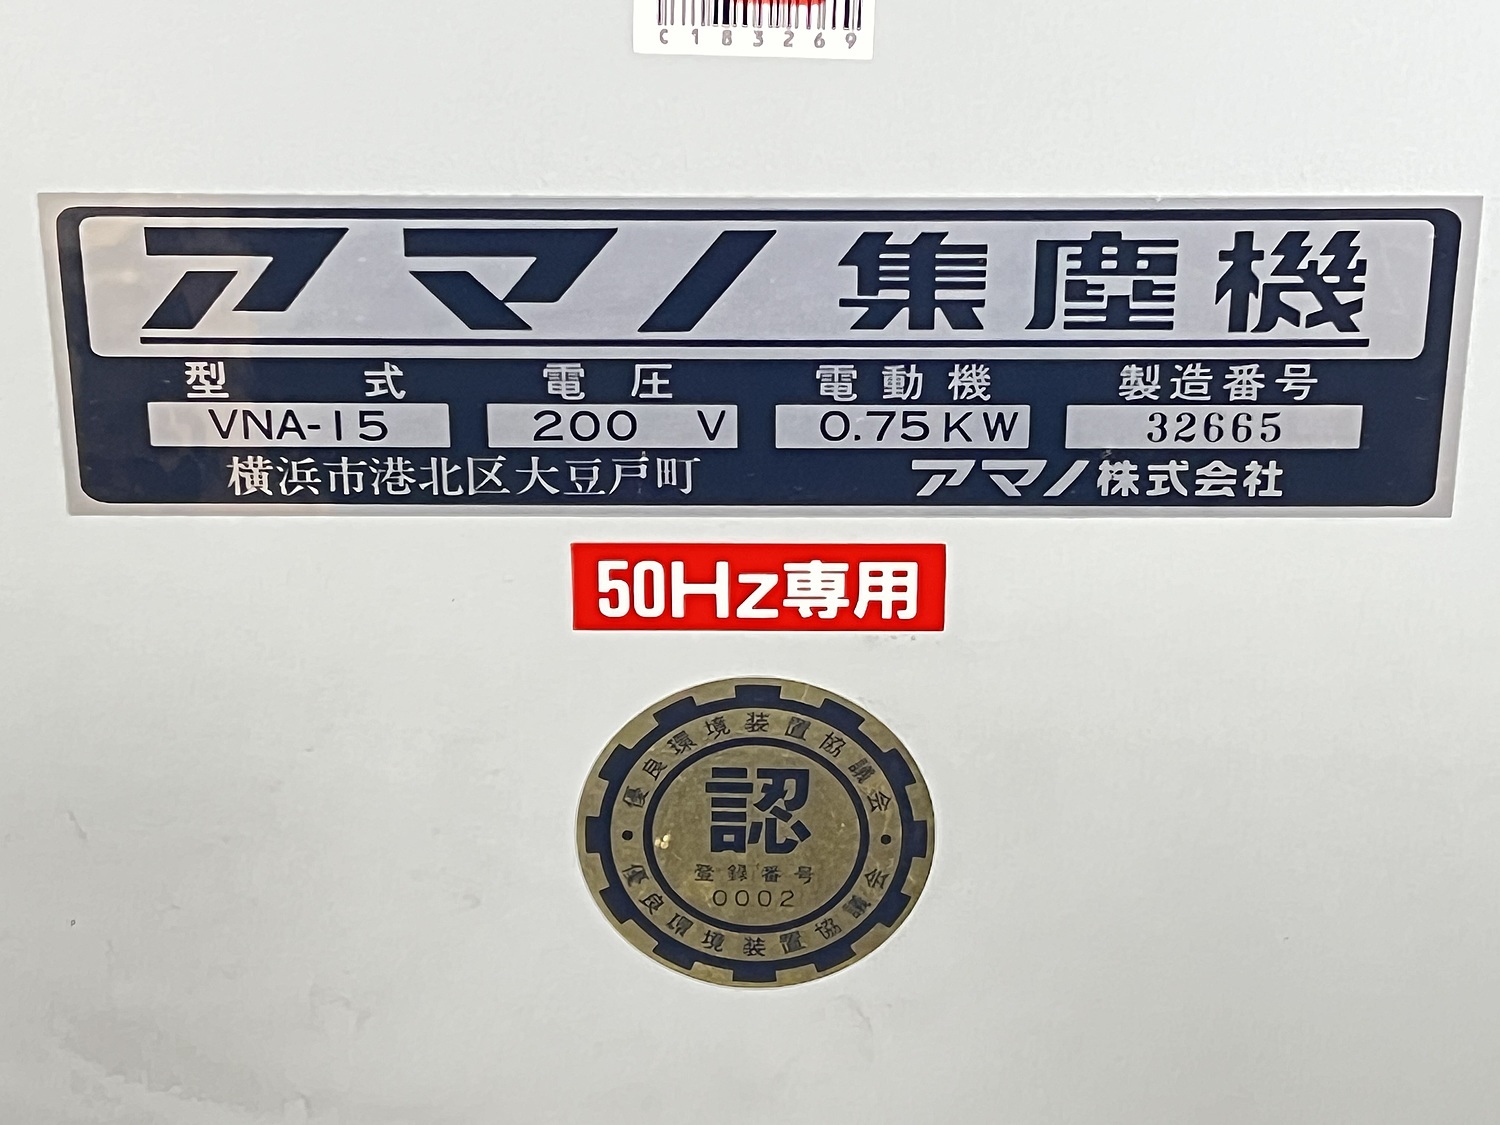 C183269
アマノ集塵機
型式 電圧 電動機 製造番号
VNA-15 200 V 0.75KW 32665
横浜市港北区大豆戸町 アマノ株式会社
50Hz専用
優良環境装置協議会
認
登録番号
0002
優良環境装置協議会